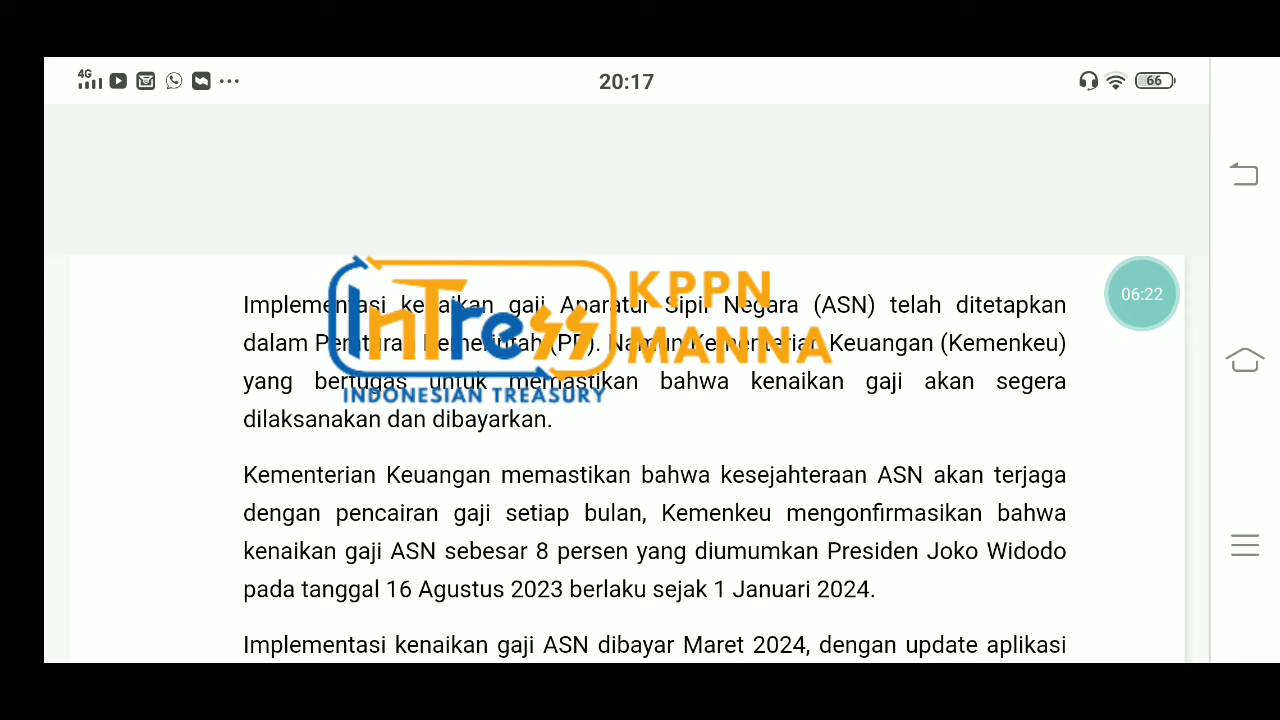 4G
20:17
66
06:22
InTress
KPPN
MANNA
INDONESIAN TREASURY
Implementasi kenaikan gaji Aparatur Sipil Negara (ASN) telah ditetapkan
dalam Peraturan Pemerintah (PP). Namun Kementerian Keuangan (Kemenkeu)
yang bertugas untuk memastikan bahwa kenaikan gaji akan segera
dilaksanakan dan dibayarkan.
Kementerian Keuangan memastikan bahwa kesejahteraan ASN akan terjaga
dengan pencairan gaji setiap bulan, Kemenkeu mengonfirmasikan bahwa
kenaikan gaji ASN sebesar 8 persen yang diumumkan Presiden Joko Widodo
pada tanggal 16 Agustus 2023 berlaku sejak 1 Januari 2024.
Implementasi kenaikan gaji ASN dibayar Maret 2024, dengan update aplikasi